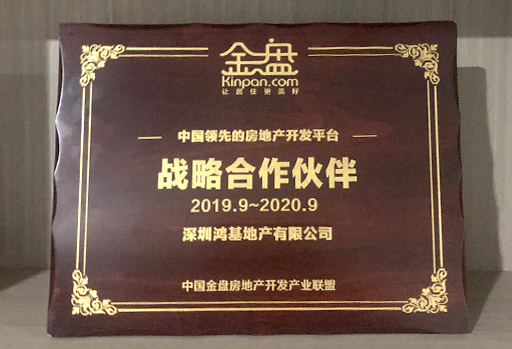 金盘
Kinpan.com
让居住更美好
中国领先的房地产开发平台
战略合作伙伴
2019.9~2020.9
深圳鸿基地产有限公司
中国金盘房地产开发产业联盟